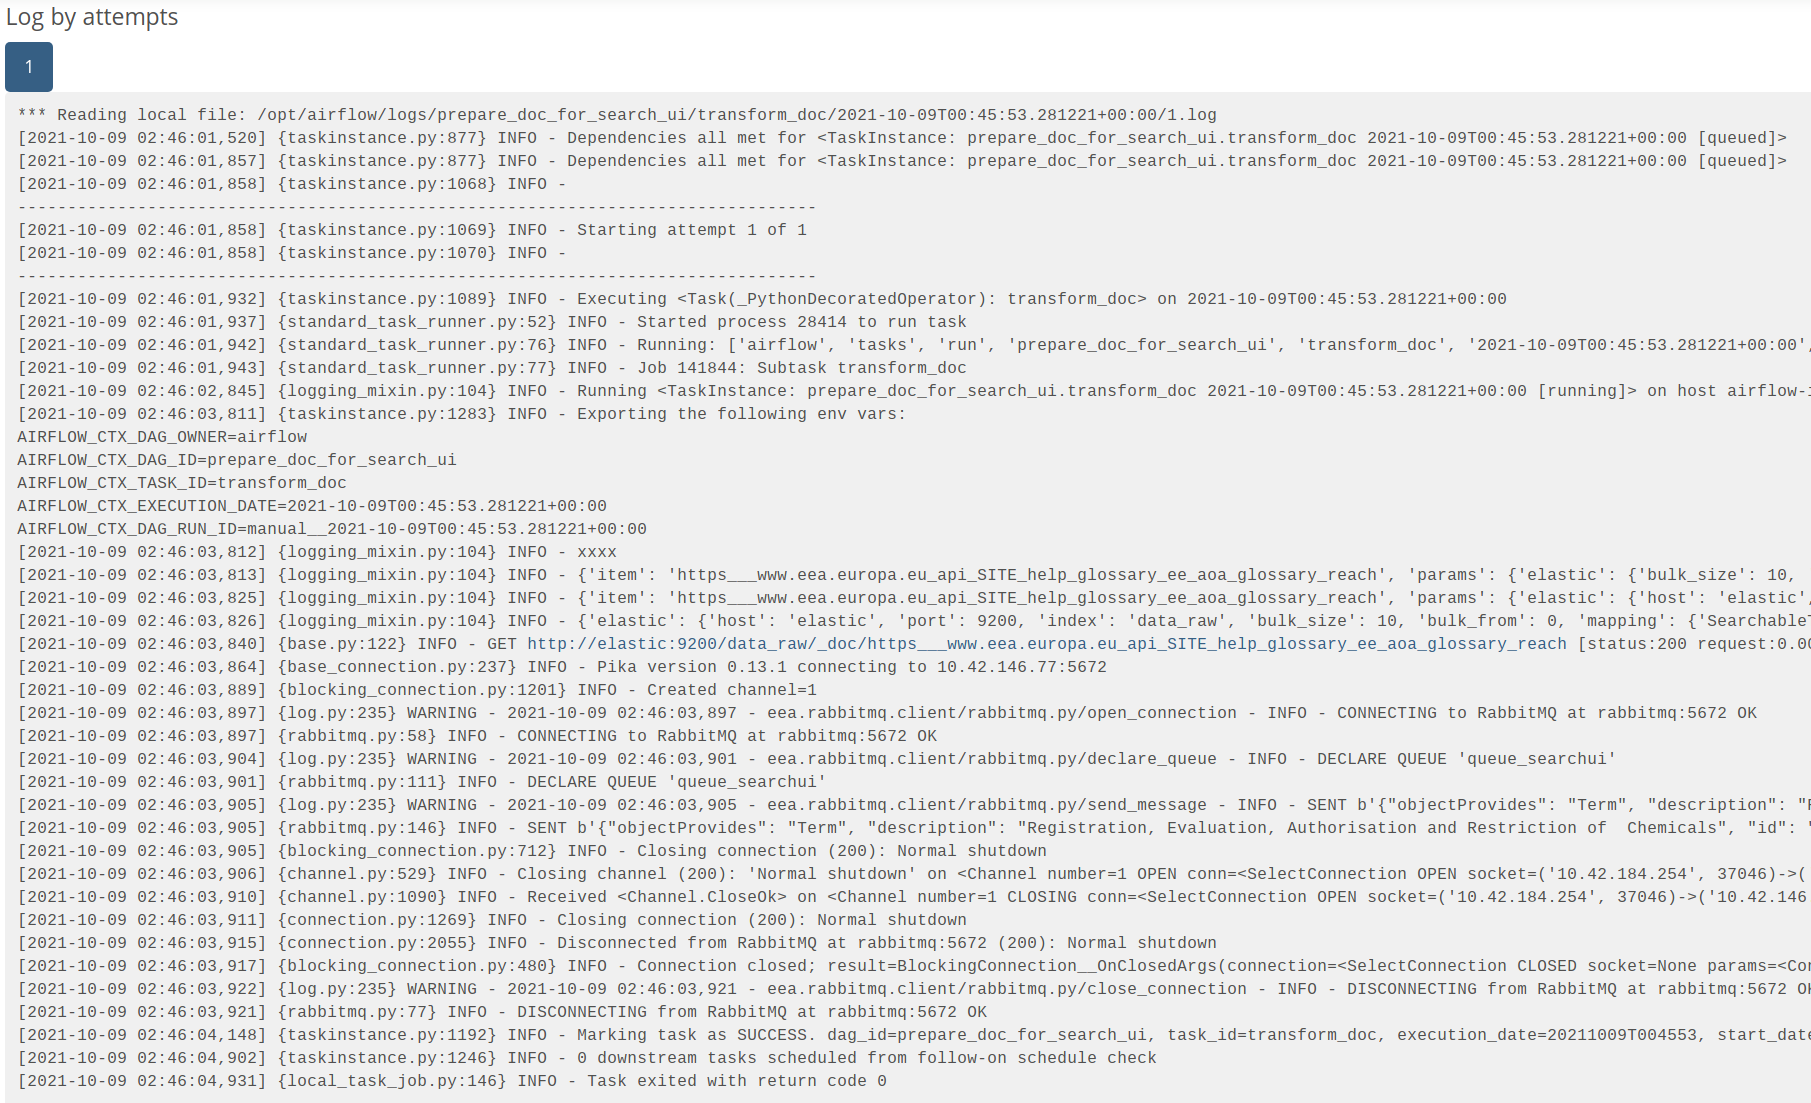 Log by attempts
1
*** Reading local file: /opt/airflow/logs/prepare_doc_for_search_ui/transform_doc/2021-10-09T00:45:53.281221+00:00/1.log
[2021-10-09 02:46:01,520] {taskinstance.py:877} INFO - Dependencies all met for <TaskInstance: prepare_doc_for_search_ui.transform_doc 2021-10-09T00:45:53.281221+00:00 [queued]>
[2021-10-09 02:46:01,857] {taskinstance.py:877} INFO - Dependencies all met for <TaskInstance: prepare_doc_for_search_ui.transform_doc 2021-10-09T00:45:53.281221+00:00 [queued]>
[2021-10-09 02:46:01,858] {taskinstance.py:1068} INFO -
--------------------------------------------------------------------------------
[2021-10-09 02:46:01,858] {taskinstance.py:1069} INFO - Starting attempt 1 of 1
[2021-10-09 02:46:01,858] {taskinstance.py:1070} INFO -
--------------------------------------------------------------------------------
[2021-10-09 02:46:01,932] {taskinstance.py:1089} INFO - Executing <Task(_PythonDecoratedOperator): transform_doc> on 2021-10-09T00:45:53.281221+00:00
[2021-10-09 02:46:01,937] {standard_task_runner.py:52} INFO - Started process 28414 to run task
[2021-10-09 02:46:01,942] {standard_task_runner.py:76} INFO - Running: ['airflow', 'tasks', 'run', 'prepare_doc_for_search_ui', 'transform_doc', '2021-10-09T00:45:53.281221+00:00',
[2021-10-09 02:46:01,943] {standard_task_runner.py:77} INFO - Job 141844: Subtask transform_doc
[2021-10-09 02:46:02,845] {logging_mixin.py:104} INFO - Running <TaskInstance: prepare_doc_for_search_ui.transform_doc 2021-10-09T00:45:53.281221+00:00 [running]> on host airflow-
[2021-10-09 02:46:03,811] {taskinstance.py:1283} INFO - Exporting the following env vars:
AIRFLOW_CTX_DAG_OWNER=airflow
AIRFLOW_CTX_DAG_ID=prepare_doc_for_search_ui
AIRFLOW_CTX_TASK_ID=transform_doc
AIRFLOW_CTX_EXECUTION_DATE=2021-10-09T00:45:53.281221+00:00
AIRFLOW_CTX_DAG_RUN_ID=manual__2021-10-09T00:45:53.281221+00:00
[2021-10-09 02:46:03,812] {logging_mixin.py:104} INFO - xxxx
[2021-10-09 02:46:03,813] {logging_mixin.py:104} INFO - {'item': 'https___www.eea.europa.eu_api_SITE_help_glossary_ee_aoa_glossary_reach', 'params': {'elastic': {'bulk_size': 10,
[2021-10-09 02:46:03,825] {logging_mixin.py:104} INFO - {'item': 'https___www.eea.europa.eu_api_SITE_help_glossary_ee_aoa_glossary_reach', 'params': {'elastic': {'host': 'elastic',
[2021-10-09 02:46:03,826] {logging_mixin.py:104} INFO - {'elastic': {'host': 'elastic', 'port': 9200, 'index': 'data_raw', 'bulk_size': 10, 'bulk_from': 0, 'mapping': {'Searchable
[2021-10-09 02:46:03,840] {base.py:122} INFO - GET http://elastic:9200/data_raw/_doc/https___www.eea.europa.eu_api_SITE_help_glossary_ee_aoa_glossary_reach [status:200 request:0.00
[2021-10-09 02:46:03,864] {base_connection.py:237} INFO - Pika version 0.13.1 connecting to 10.42.146.77:5672
[2021-10-09 02:46:03,889] {blocking_connection.py:1201} INFO - Created channel=1
[2021-10-09 02:46:03,897] {log.py:235} WARNING - 2021-10-09 02:46:03,897 - eea.rabbitmq.client/rabbitmq.py/open_connection - INFO - CONNECTING to RabbitMQ at rabbitmq:5672 OK
[2021-10-09 02:46:03,897] {rabbitmq.py:58} INFO - CONNECTING to RabbitMQ at rabbitmq:5672 OK
[2021-10-09 02:46:03,904] {log.py:235} WARNING - 2021-10-09 02:46:03,901 - eea.rabbitmq.client/rabbitmq.py/declare_queue - INFO - DECLARE QUEUE 'queue_searchui'
[2021-10-09 02:46:03,901] {rabbitmq.py:111} INFO - DECLARE QUEUE 'queue_searchui'
[2021-10-09 02:46:03,905] {log.py:235} WARNING - 2021-10-09 02:46:03,905 - eea.rabbitmq.client/rabbitmq.py/send_message - INFO - SENT b'{"objectProvides": "Term", "description": "
[2021-10-09 02:46:03,905] {rabbitmq.py:146} INFO - SENT b'{"objectProvides": "Term", "description": "Registration, Evaluation, Authorisation and Restriction of  Chemicals", "id": "
[2021-10-09 02:46:03,905] {blocking_connection.py:712} INFO - Closing connection (200): Normal shutdown
[2021-10-09 02:46:03,906] {channel.py:529} INFO - Closing channel (200): 'Normal shutdown' on <Channel number=1 OPEN conn=<SelectConnection OPEN socket=('10.42.184.254', 37046)->(
[2021-10-09 02:46:03,910] {channel.py:1090} INFO - Received <Channel.CloseOk> on <Channel number=1 CLOSING conn=<SelectConnection OPEN socket=('10.42.184.254', 37046)->('10.42.146
[2021-10-09 02:46:03,911] {connection.py:1269} INFO - Closing connection (200): Normal shutdown
[2021-10-09 02:46:03,915] {connection.py:2055} INFO - Disconnected from RabbitMQ at rabbitmq:5672 (200): Normal shutdown
[2021-10-09 02:46:03,917] {blocking_connection.py:480} INFO - Connection closed; result=BlockingConnection__OnClosedArgs(connection=<SelectConnection CLOSED socket=None params=<Con
[2021-10-09 02:46:03,922] {log.py:235} WARNING - 2021-10-09 02:46:03,921 - eea.rabbitmq.client/rabbitmq.py/close_connection - INFO - DISCONNECTING from RabbitMQ at rabbitmq:5672 OK
[2021-10-09 02:46:03,921] {rabbitmq.py:77} INFO - DISCONNECTING from RabbitMQ at rabbitmq:5672 OK
[2021-10-09 02:46:04,148] {taskinstance.py:1192} INFO - Marking task as SUCCESS. dag_id=prepare_doc_for_search_ui, task_id=transform_doc, execution_date=20211009T004553, start_date
[2021-10-09 02:46:04,902] {taskinstance.py:1246} INFO - 0 downstream tasks scheduled from follow-on schedule check
[2021-10-09 02:46:04,931] {local_task_job.py:146} INFO - Task exited with return code 0